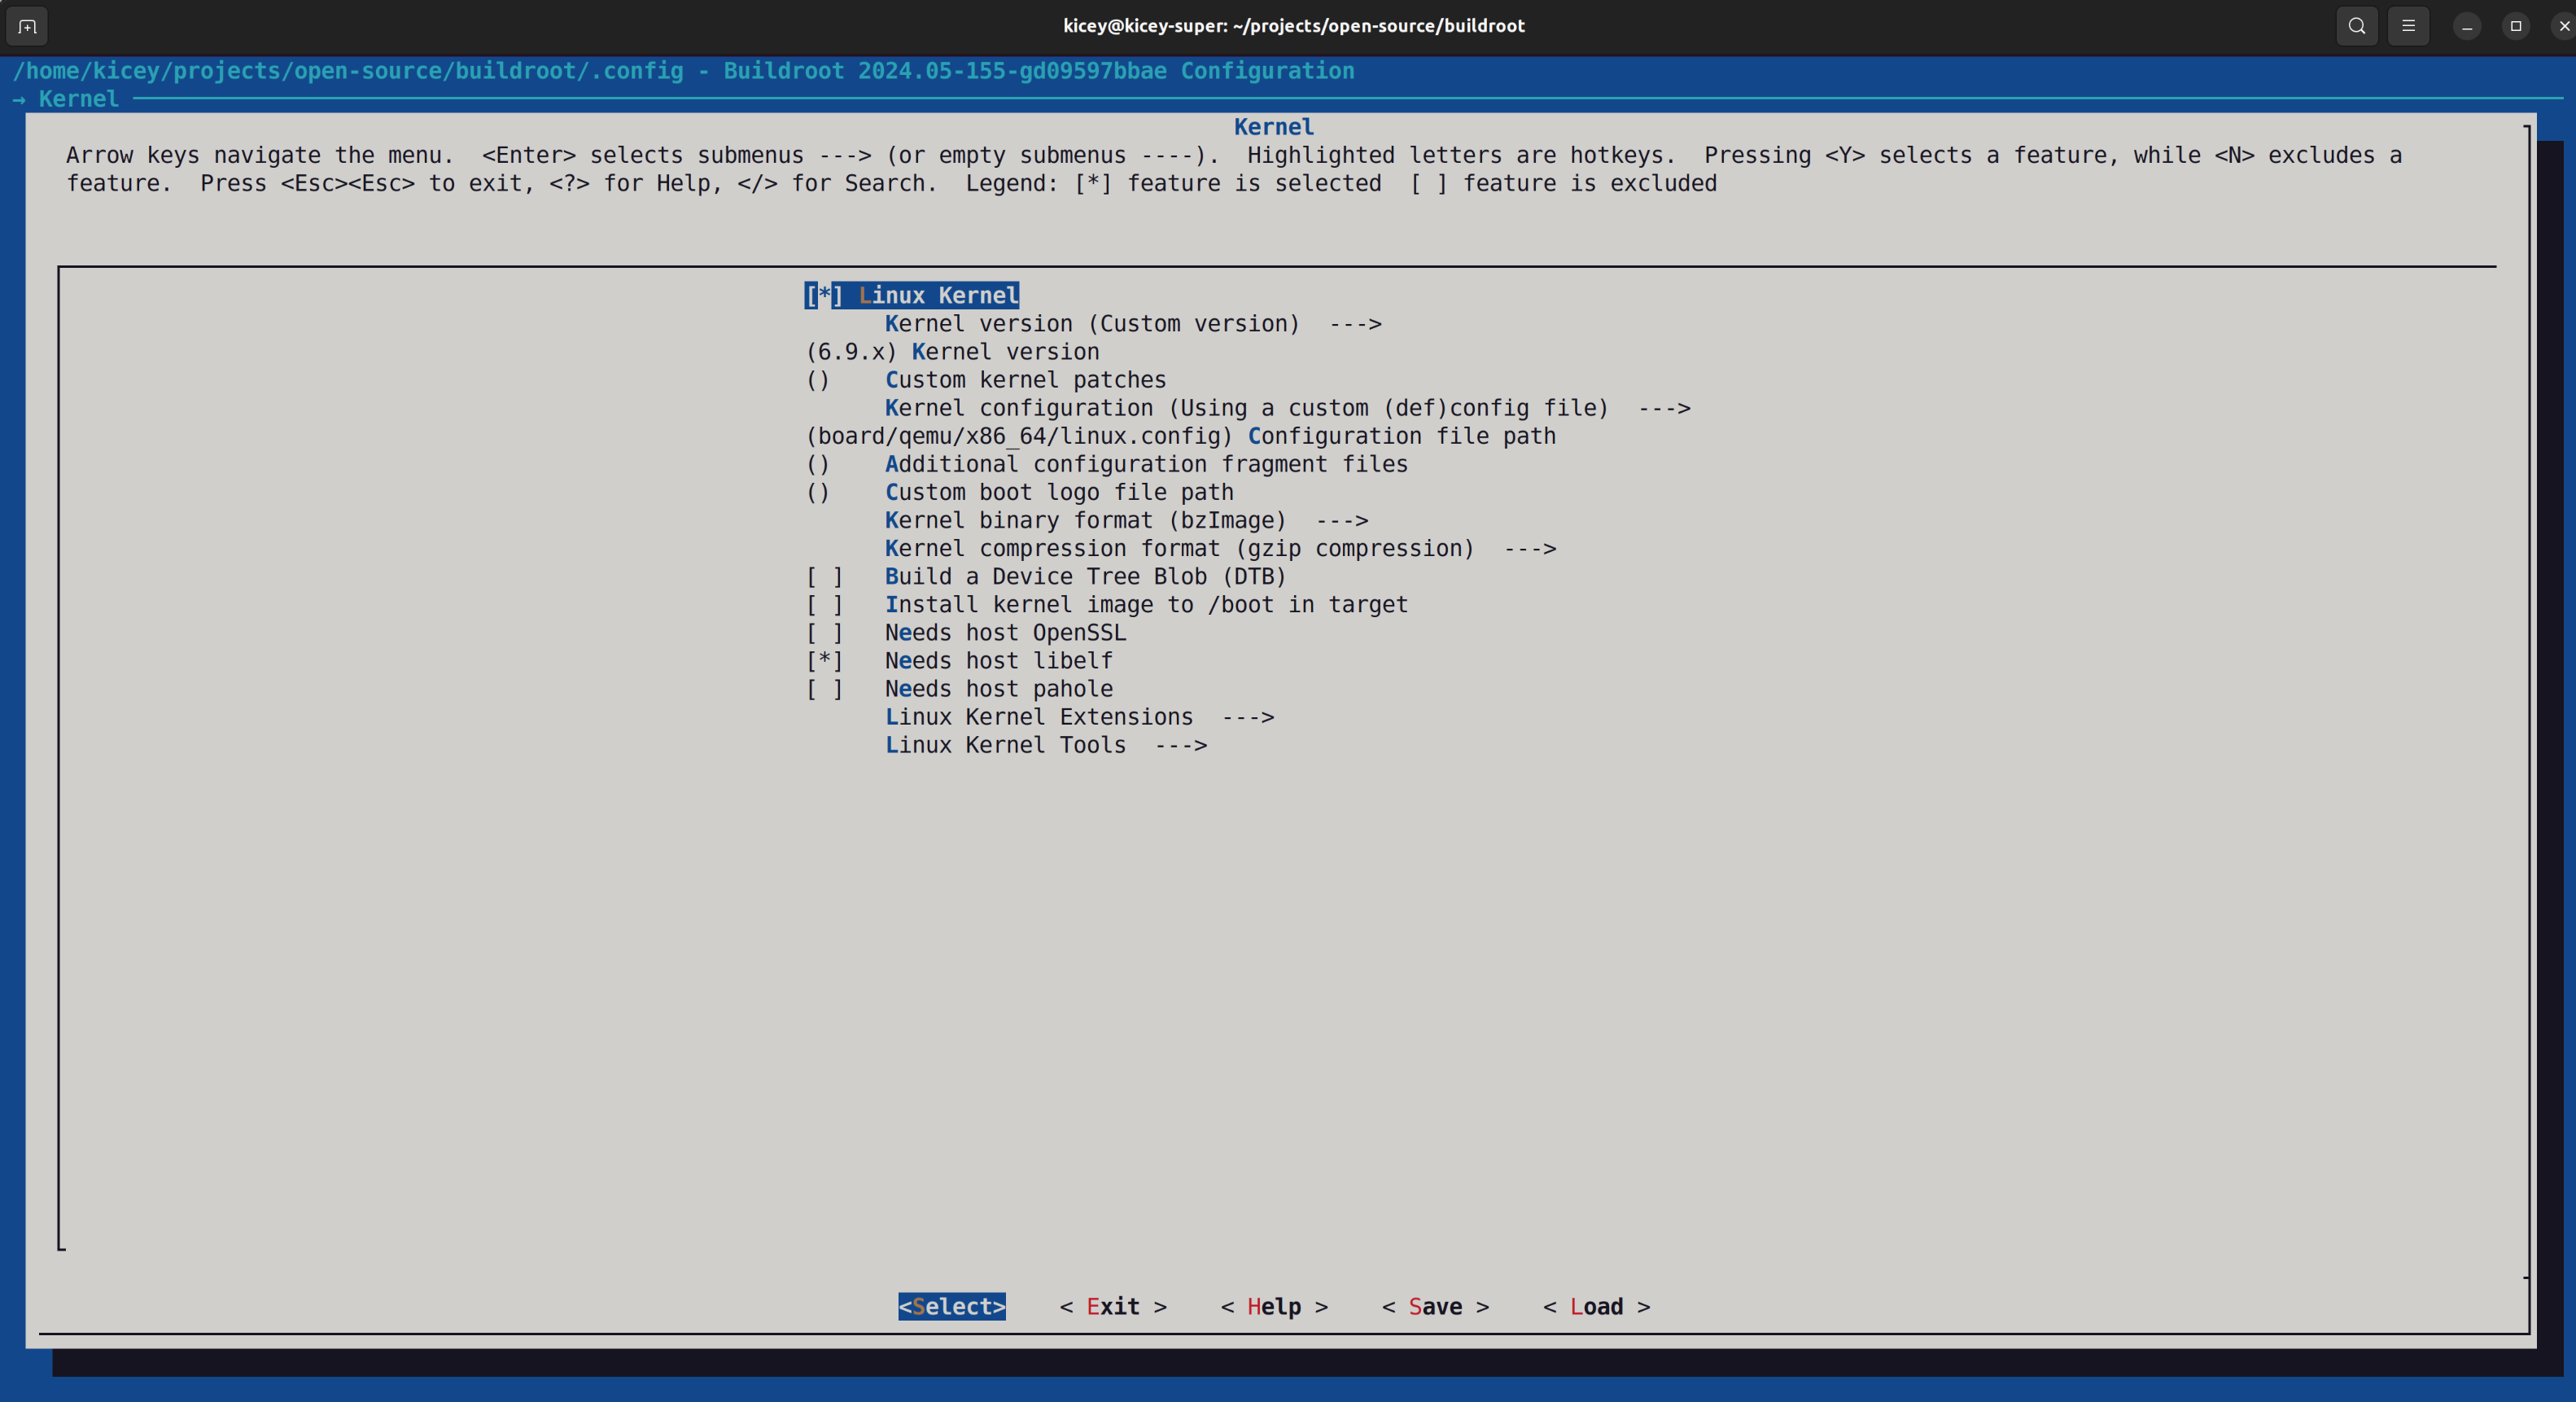 kicey@kicey-super: ~/projects/open-source/buildroot
/home/kicey/projects/open-source/buildroot/.config - Buildroot 2024.05-155-gd09597bbae Configuration
→ Kernel
Kernel
Arrow keys navigate the menu.  <Enter> selects submenus ---> (or empty submenus ----).  Highlighted letters are hotkeys.  Pressing <Y> selects a feature, while <N> excludes a
feature.  Press <Esc><Esc> to exit, <?> for Help, </> for Search.  Legend: [*] feature is selected  [ ] feature is excluded
[*] Linux Kernel
Kernel version (Custom version)  --->
(6.9.x) Kernel version
()    Custom kernel patches
Kernel configuration (Using a custom (def)config file)  --->
(board/qemu/x86_64/linux.config) Configuration file path
()    Additional configuration fragment files
()    Custom boot logo file path
Kernel binary format (bzImage)  --->
Kernel compression format (gzip compression)  --->
[ ]   Build a Device Tree Blob (DTB)
[ ]   Install kernel image to /boot in target
[ ]   Needs host OpenSSL
[*]   Needs host libelf
[ ]   Needs host pahole
Linux Kernel Extensions  --->
Linux Kernel Tools  --->
<Select>    < Exit >    < Help >    < Save >    < Load >